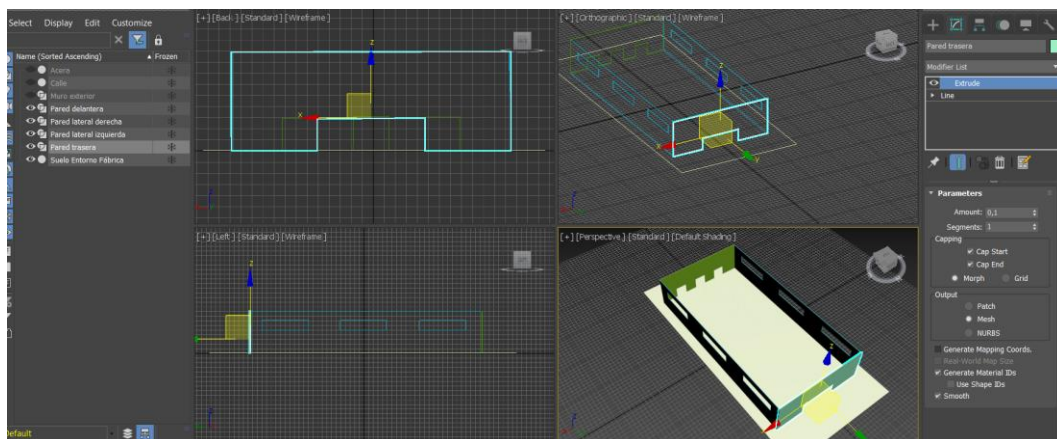 Select Display Edit Customize
Name (Sorted Ascending) ▲ Frozen
Acera
Calle
Muro exterior
Pared delantera
Pared lateral derecha
Pared lateral izquierda
Pared trasera
Suelo Entorno Fábrica
Default
[+] [Back] [Standard] [Wireframe]
z
x
[+] [Orthographic] [Standard] [Wireframe]
z
x
y
[+] [Left] [Standard] [Wireframe]
z
[+] [Perspective] [Standard] [Default Shading]
z
Pared trasera
Modifier List
Extrude
Line
Parameters
Amount: 0,1
Segments: 1
Capping
Cap Start
Cap End
Morph Grid
Output
Patch
Mesh
NURBS
Generate Mapping Coords.
Real-World Map Size
Generate Material IDs
Use Shape IDs
Smooth